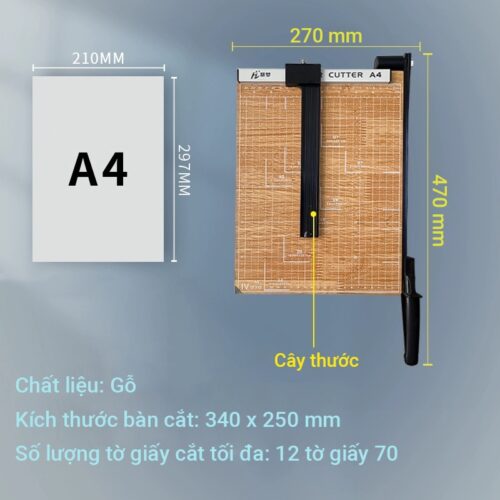 270 mm
210MM
CUTTER A4
A4
297MM
470 mm
Cây thước
Chất liệu: Gỗ
Kích thước bàn cắt: 340 x 250 mm
Số lượng tờ giấy cắt tối đa: 12 tờ giấy 70